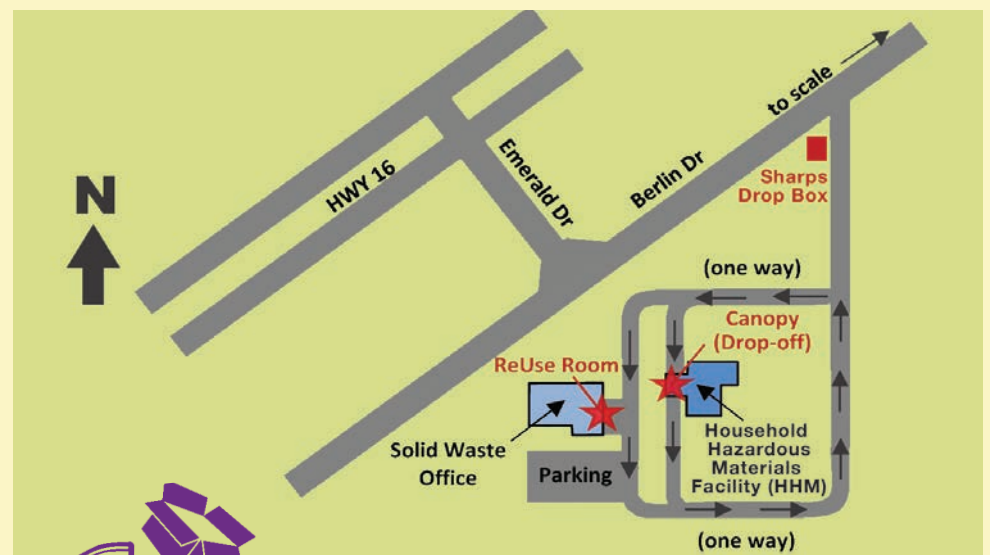 to scale
HWY 16
Emerald Dr
Berlin Dr
N
Sharps
Drop Box
(one way)
Canopy
(Drop-off)
ReUse Room
Solid Waste
Office
Household
Hazardous
Materials
Facility (HHM)
Parking
(one way)